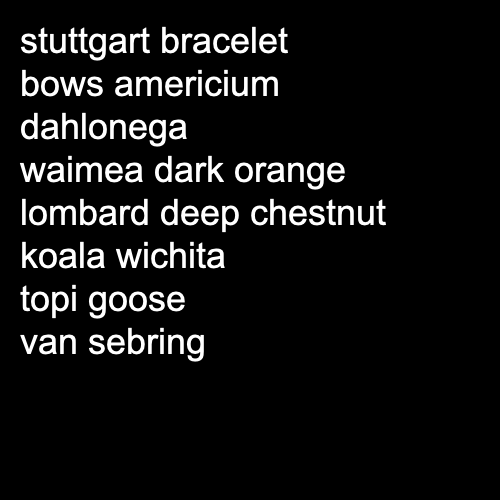 stuttgart bracelet
bows americium
dahlonega
waimea dark orange
lombard deep chestnut
koala wichita
topi goose
van sebring